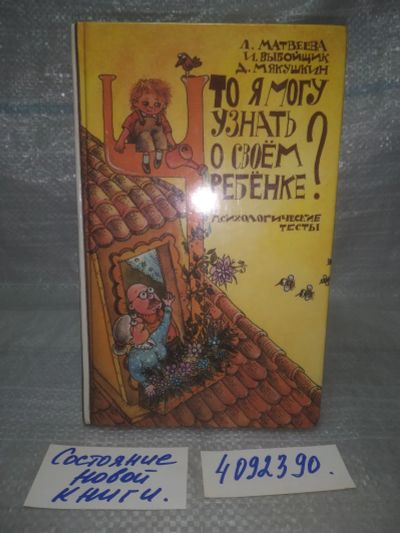 Л. МАТВЕЕВА
И. ВЫБОЙЩИК
Д. МЯКУШКИН
ЧТО Я МОГУ
УЗНАТЬ
О СВОЁМ
РЕБЁНКЕ?
ПСИХОЛОГИЧЕСКИЕ
ТЕСТЫ
Состояние
новой
книги.
4092390.